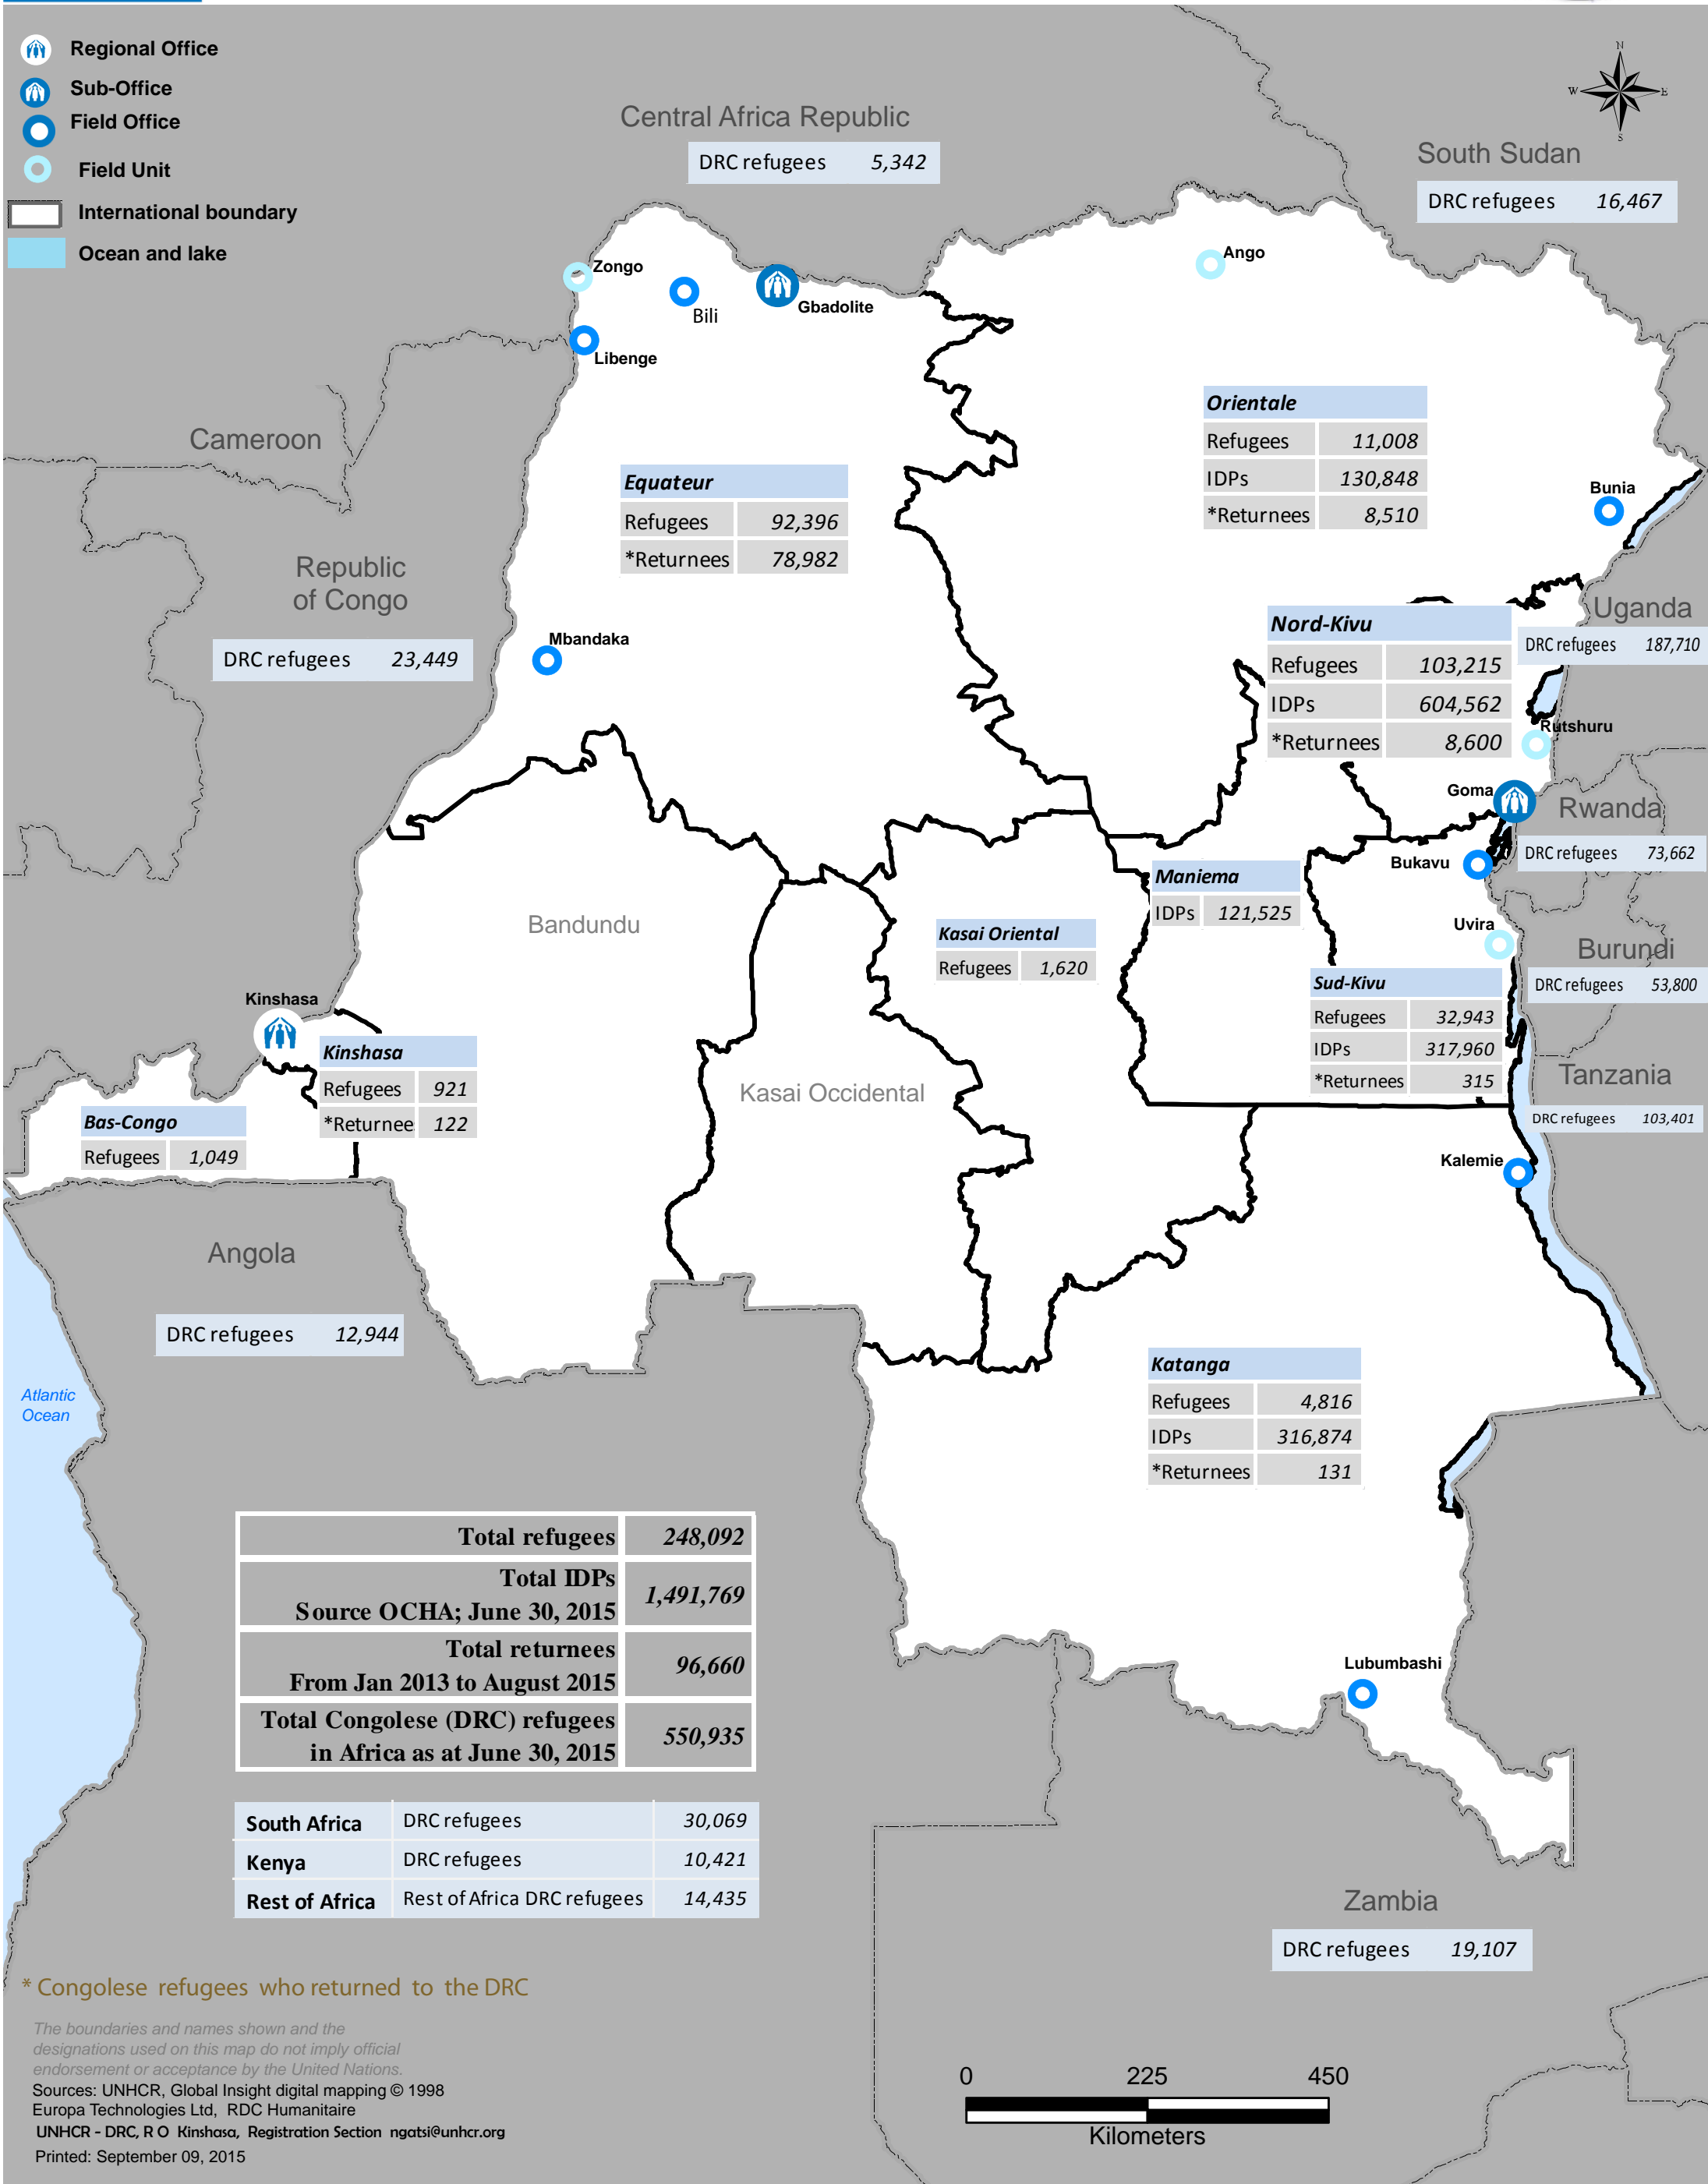 Regional Office
Sub-Office
Field Office
Field Unit
International boundary
Ocean and lake
N
W
E
S
Central Africa Republic
DRC refugees 5,342
South Sudan
DRC refugees 16,467
Zongo
Bili
Gbadolite
Libenge
Ango
Cameroon
Orientale
Refugees 11,008
IDPs 130,848
*Returnees 8,510
Bunia
Equateur
Refugees 92,396
*Returnees 78,982
Republic
of Congo
DRC refugees 23,449
Mbandaka
Uganda
DRC refugees 187,710
Nord-Kivu
Refugees 103,215
IDPs 604,562
*Returnees 8,600
Rutshuru
Goma
Rwanda
DRC refugees 73,662
Bukavu
Maniema
IDPs 121,525
Bandundu
Kasai Oriental
Refugees 1,620
Uvira
Burundi
DRC refugees 53,800
Sud-Kivu
Refugees 32,943
IDPs 317,960
*Returnees 315
Kinshasa
Kinshasa
Refugees 921
*Returnee 122
Kasai Occidental
Tanzania
DRC refugees 103,401
Bas-Congo
Refugees 1,049
Kalemie
Angola
DRC refugees 12,944
Atlantic
Ocean
Katanga
Refugees 4,816
IDPs 316,874
*Returnees 131
Total refugees 248,092
Total IDPs
Source OCHA; June 30, 2015 1,491,769
Total returnees
From Jan 2013 to August 2015 96,660
Total Congolese (DRC) refugees
in Africa as at June 30, 2015 550,935
Lubumbashi
South Africa DRC refugees 30,069
Kenya DRC refugees 10,421
Rest of Africa Rest of Africa DRC refugees 14,435
Zambia
DRC refugees 19,107
* Congolese refugees who returned to the DRC
The boundaries and names shown and the
designations used on this map do not imply official
endorsement or acceptance by the United Nations.
Sources: UNHCR, Global Insight digital mapping © 1998
Europa Technologies Ltd, RDC Humanitaire
UNHCR - DRC, R O Kinshasa, Registration Section ngatsi@unhcr.org
Printed: September 09, 2015
0 225 450
Kilometers